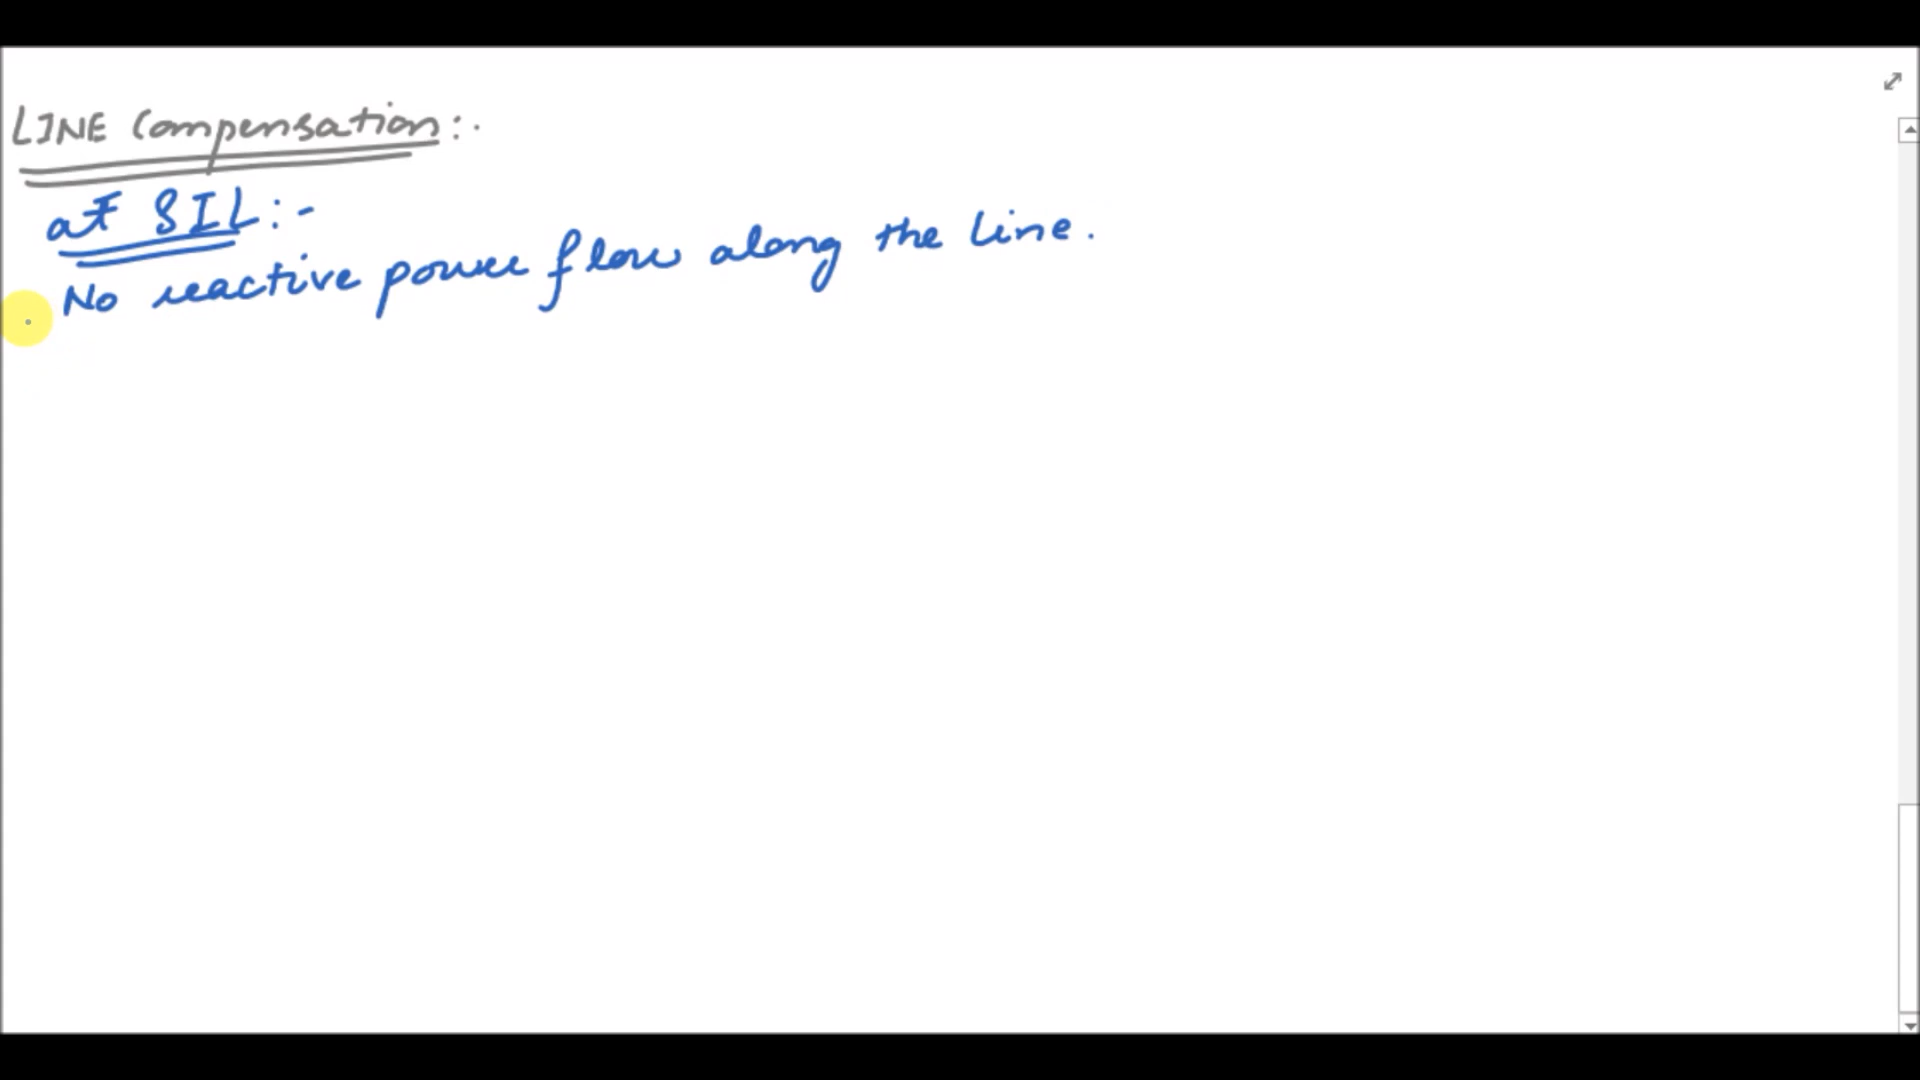 LINE Compensation:-
at SIL:-
No reactive power flow along the line.